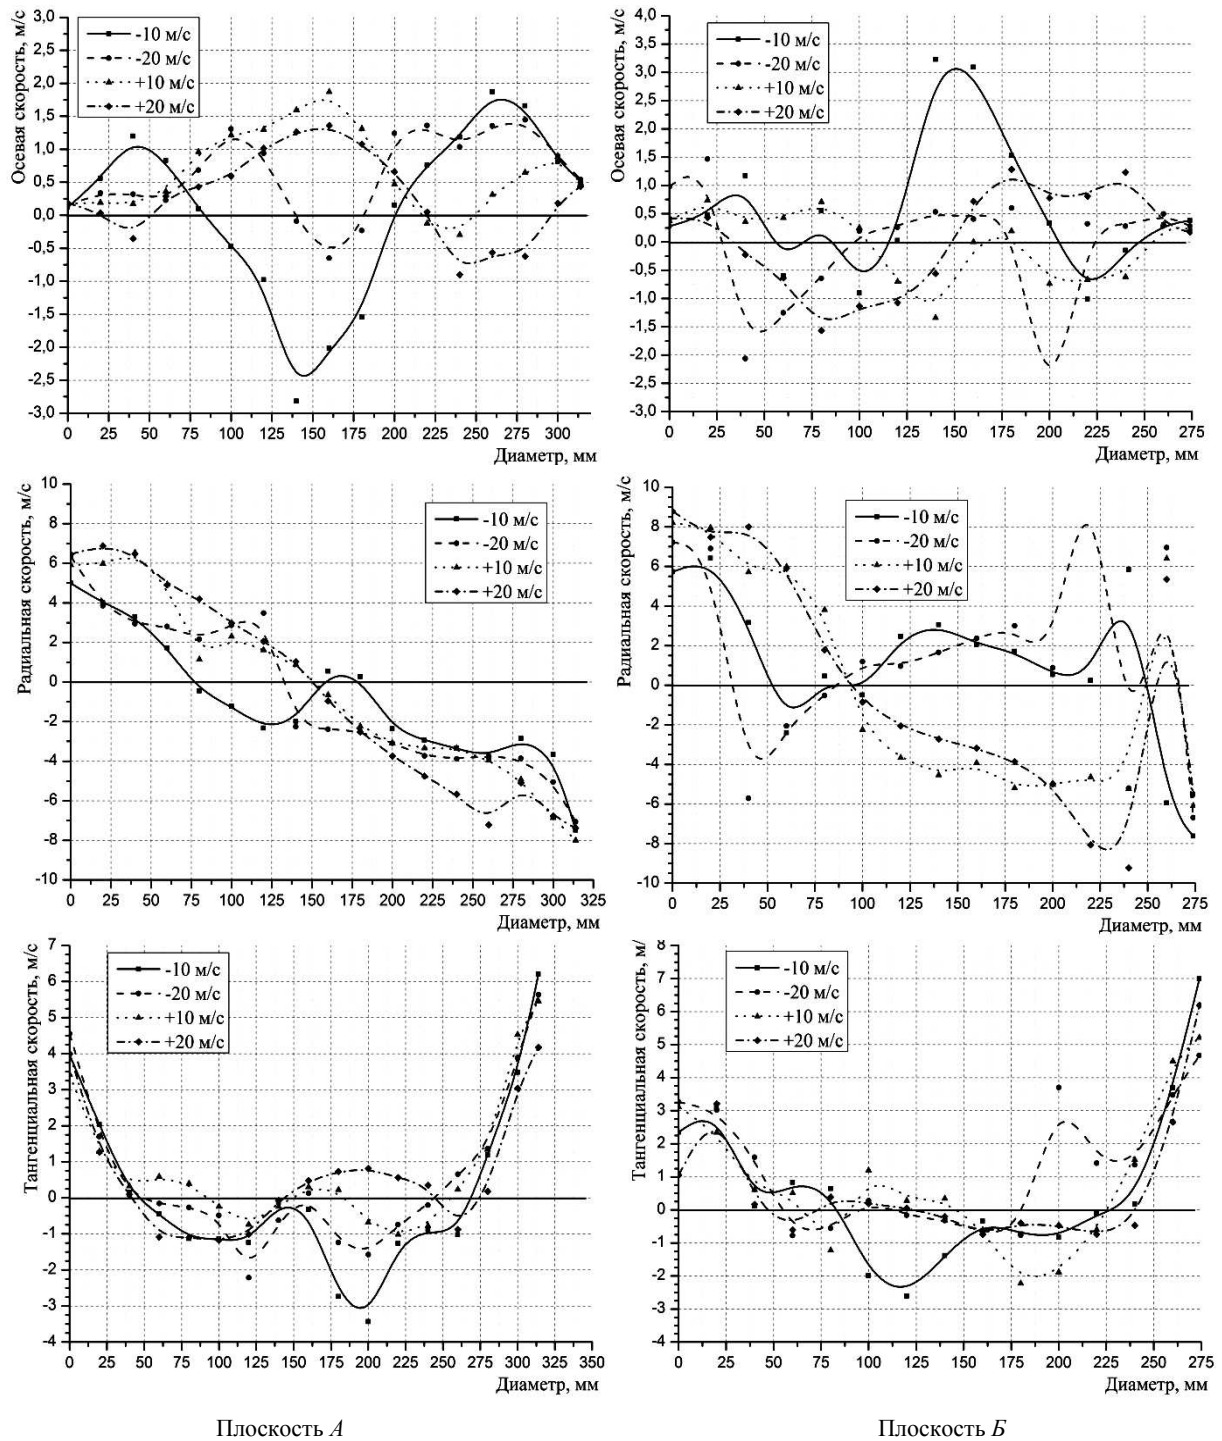 Осевая скорость, м/с
3,0
2,5
2,0
1,5
1,0
0,5
0,0
-0,5
-1,0
-1,5
-2,0
-2,5
-3,0
-10 м/с
-20 м/с
+10 м/с
+20 м/с
0 25 50 75 100 125 150 175 200 225 250 275 300
Диаметр, мм
Осевая скорость, м/с
4,0
3,5
3,0
2,5
2,0
1,5
1,0
0,5
0,0
-0,5
-1,0
-1,5
-2,0
-2,5
-3,0
-10 м/с
-20 м/с
+10 м/с
+20 м/с
0 25 50 75 100 125 150 175 200 225 250 275
Диаметр, мм
Радиальная скорость, м/с
10
8
6
4
2
0
-2
-4
-6
-8
-10
-10 м/с
-20 м/с
+10 м/с
+20 м/с
0 25 50 75 100 125 150 175 200 225 250 275 300 325
Диаметр, мм
Радиальная скорость, м/с
10
8
6
4
2
0
-2
-4
-6
-8
-10
-10 м/с
-20 м/с
+10 м/с
+20 м/с
0 25 50 75 100 125 150 175 200 225 250 275
Диаметр, мм
Тангенциальная скорость, м/с
7
6
5
4
3
2
1
0
-1
-2
-3
-4
-10 м/с
-20 м/с
+10 м/с
+20 м/с
0 25 50 75 100 125 150 175 200 225 250 275 300 315 350
Диаметр, мм
Тангенциальная скорость, м/
8
7
6
5
4
3
2
1
0
-1
-2
-3
-4
-10 м/с
-20 м/с
+10 м/с
+20 м/с
0 25 50 75 100 125 150 175 200 225 250 275
Диаметр, мм
Плоскость А
Плоскость Б